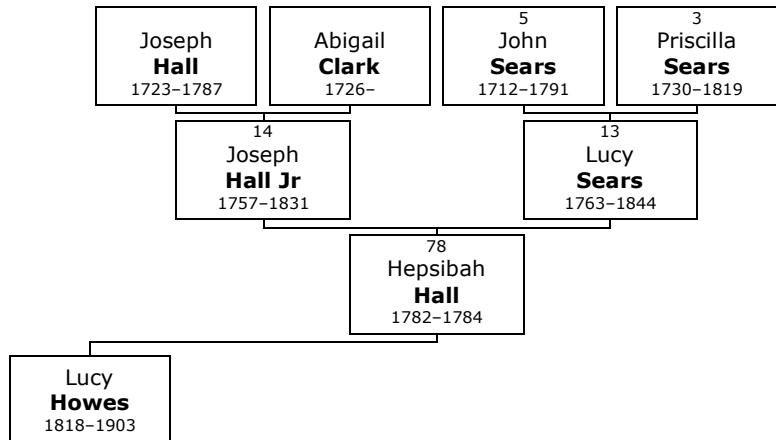 Joseph
Hall
1723–1787
Abigail
Clark
1726–
5
John
Sears
1712–1791
3
Priscilla
Sears
1730–1819
14
Joseph
Hall Jr
1757–1831
13
Lucy
Sears
1763–1844
78
Hepsibah
Hall
1782–1784
Lucy
Howes
1818–1903